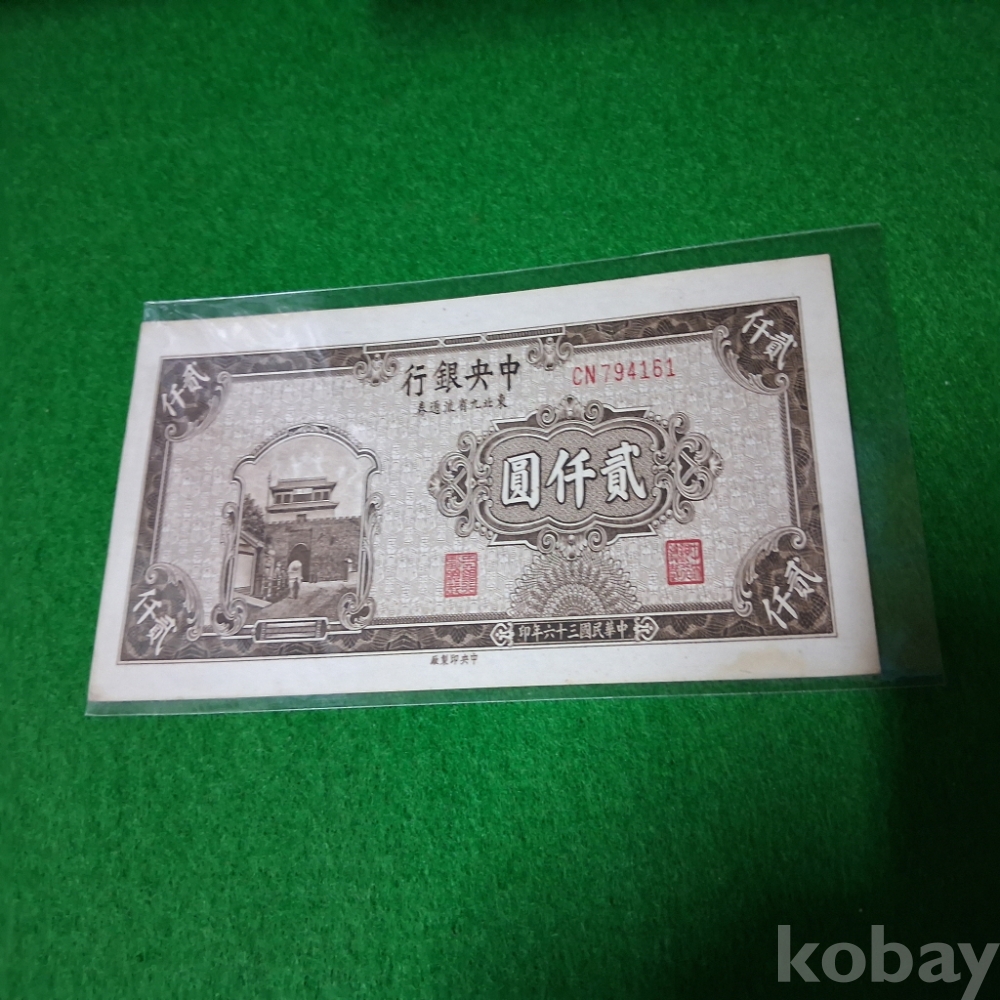 仟貳
仟貳
行銀央中
CN794161
券通流省九北東
圓仟貳
仟貳
仟貳
印年六十三國民華中
廠製印央中
kobay